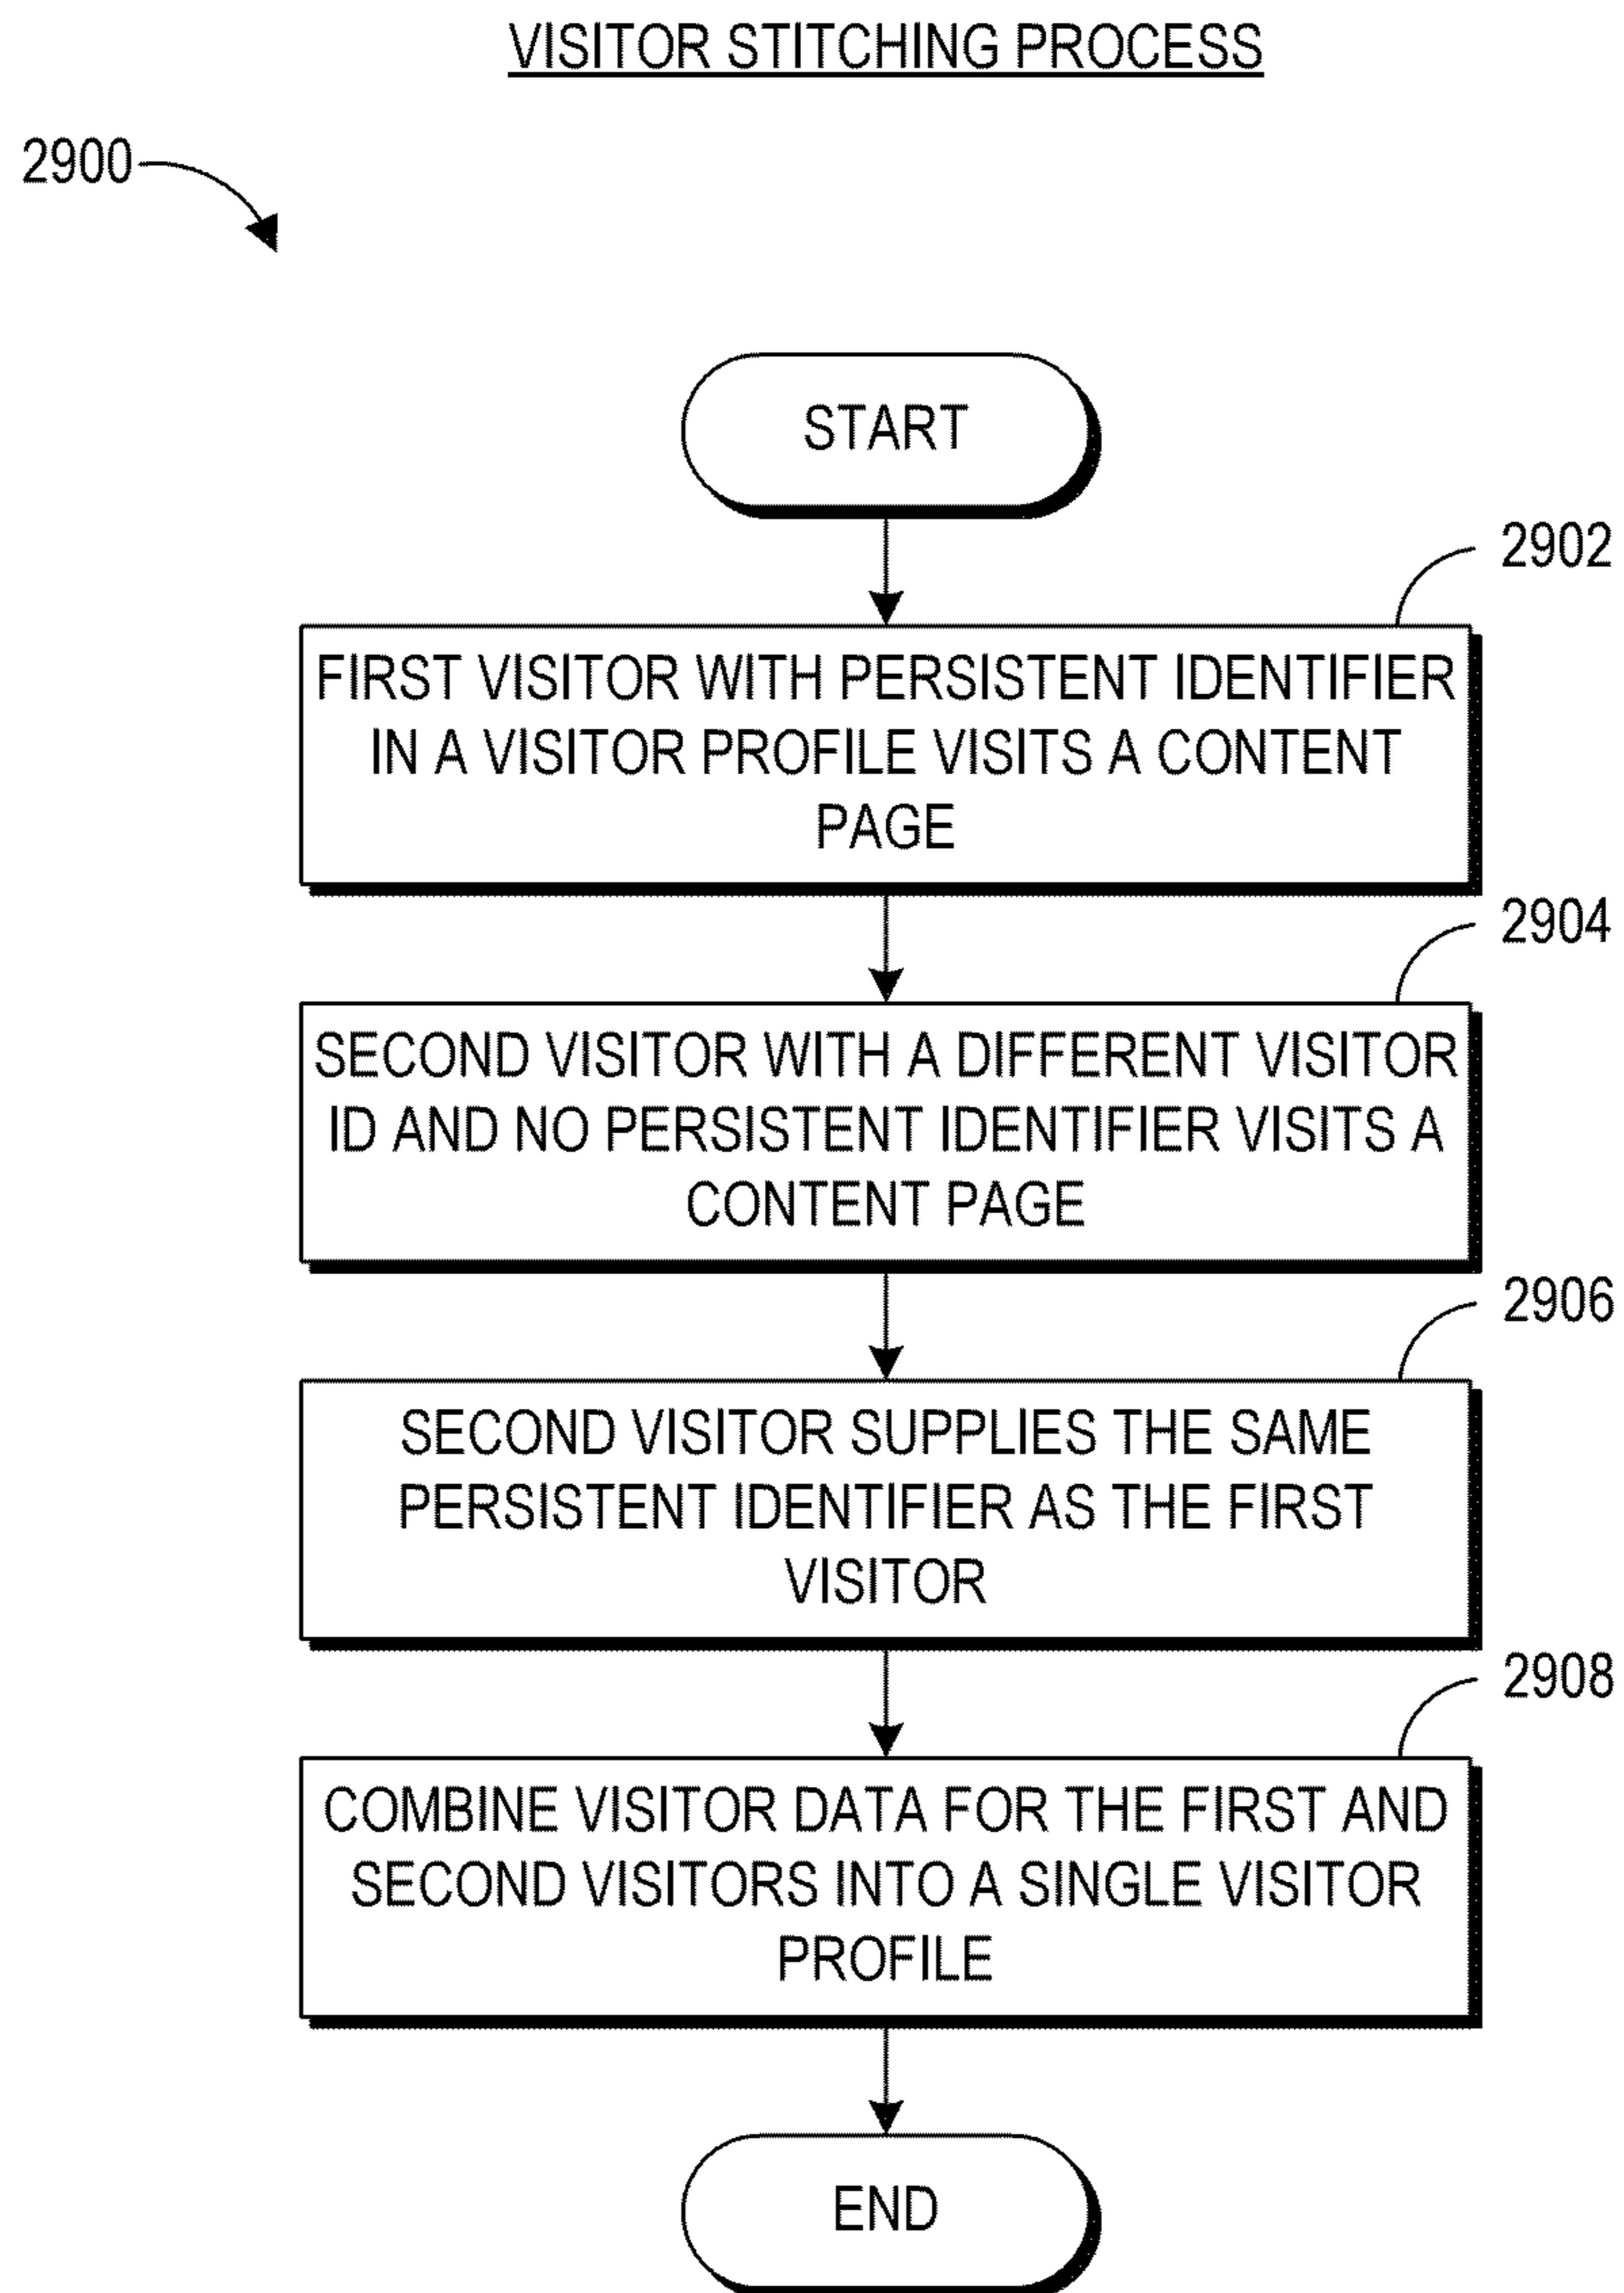 VISITOR STITCHING PROCESS
2900
START
2902
FIRST VISITOR WITH PERSISTENT IDENTIFIER
IN A VISITOR PROFILE VISITS A CONTENT
PAGE
2904
SECOND VISITOR WITH A DIFFERENT VISITOR
ID AND NO PERSISTENT IDENTIFIER VISITS A
CONTENT PAGE
2906
SECOND VISITOR SUPPLIES THE SAME
PERSISTENT IDENTIFIER AS THE FIRST
VISITOR
2908
COMBINE VISITOR DATA FOR THE FIRST AND
SECOND VISITORS INTO A SINGLE VISITOR
PROFILE
END